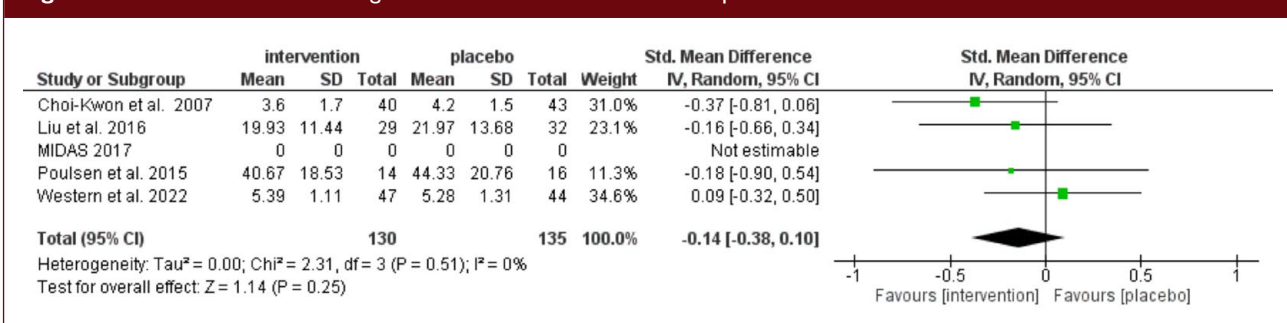 intervention placebo Std. Mean Difference Std. Mean Difference
Study or Subgroup Mean SD Total Mean SD Total Weight IV, Random, 95% CI IV, Random, 95% CI
Choi-Kwon et al. 2007 3.6 1.7 40 4.2 1.5 43 31.0% -0.37 [-0.81, 0.06]
Liu et al. 2016 19.93 11.44 29 21.97 13.68 32 23.1% -0.16 [-0.66, 0.34]
MIDAS 2017 0 0 0 0 0 0 Not estimable
Poulsen et al. 2015 40.67 18.53 14 44.33 20.76 16 11.3% -0.18 [-0.90, 0.54]
Western et al. 2022 5.39 1.11 47 5.28 1.31 44 34.6% 0.09 [-0.32, 0.50]
Total (95% CI) 130 135 100.0% -0.14 [-0.38, 0.10]
Heterogeneity: Tau² = 0.00; Chi² = 2.31, df = 3 (P = 0.51); I² = 0%
Test for overall effect: Z = 1.14 (P = 0.25)
-1 -0.5 0 0.5 1
Favours [intervention] Favours [placebo]